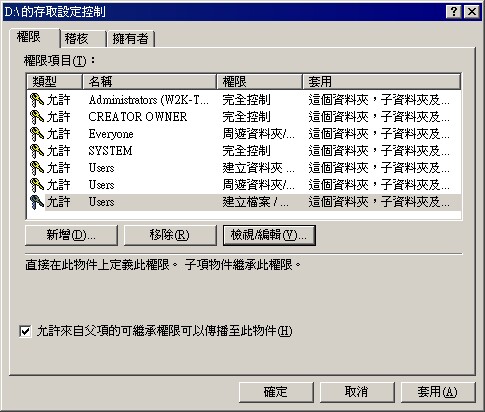 D:\ 的存取設定控制
權限 稽核 擁有者
權限項目(T)：
類型 名稱 權限 套用
允許 Administrators (W2K-T... 完全控制 這個資料夾，子資料夾及...
允許 CREATOR OWNER 完全控制 這個資料夾，子資料夾及...
允許 Everyone 周遊資料夾/... 這個資料夾，子資料夾及...
允許 SYSTEM 完全控制 這個資料夾，子資料夾及...
允許 Users 建立資料夾 ... 這個資料夾，子資料夾及...
允許 Users 周遊資料夾/... 這個資料夾，子資料夾及...
允許 Users 建立檔案 / ... 這個資料夾，子資料夾及...
新增(D)... 移除(R) 檢視/編輯(V)...
直接在此物件上定義此權限。 子項物件繼承此權限。
允許來自父項的可繼承權限可以傳播至此物件(H)
確定 取消 套用(A)